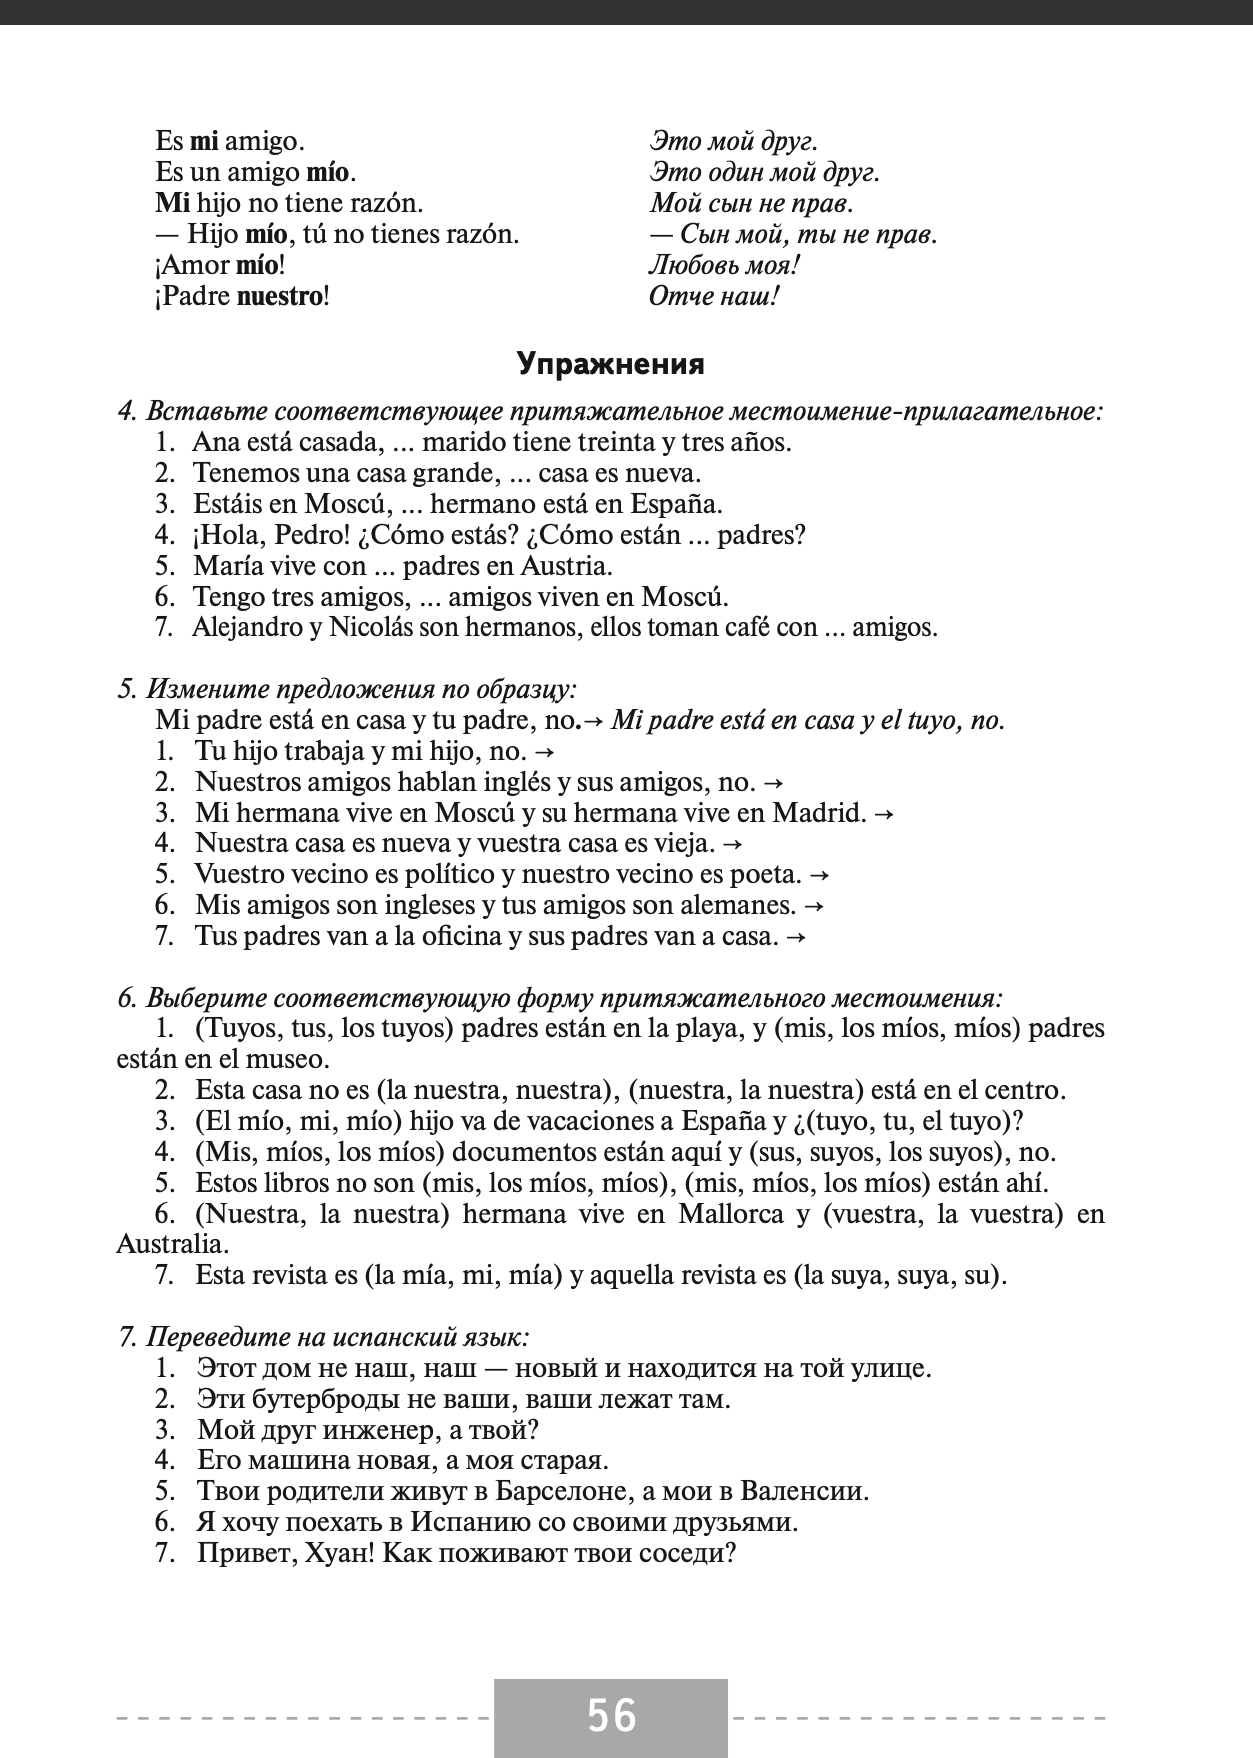 Es mi amigo. Это мой друг.
Es un amigo mío. Это один мой друг.
Mi hijo no tiene razón. Мой сын не прав.
— Hijo mío, tú no tienes razón. — Сын мой, ты не прав.
¡Amor mío! Любовь моя!
¡Padre nuestro! Отче наш!
Упражнения
4. Вставьте соответствующее притяжательное местоимение-прилагательное:
1. Ana está casada, ... marido tiene treinta y tres años.
2. Tenemos una casa grande, ... casa es nueva.
3. Estáis en Moscú, ... hermano está en España.
4. ¡Hola, Pedro! ¿Cómo estás? ¿Cómo están ... padres?
5. María vive con ... padres en Austria.
6. Tengo tres amigos, ... amigos viven en Moscú.
7. Alejandro y Nicolás son hermanos, ellos toman café con ... amigos.
5. Измените предложения по образцу:
Mi padre está en casa y tu padre, no.→ Mi padre está en casa y el tuyo, no.
1. Tu hijo trabaja y mi hijo, no. →
2. Nuestros amigos hablan inglés y sus amigos, no. →
3. Mi hermana vive en Moscú y su hermana vive en Madrid. →
4. Nuestra casa es nueva y vuestra casa es vieja. →
5. Vuestro vecino es político y nuestro vecino es poeta. →
6. Mis amigos son ingleses y tus amigos son alemanes. →
7. Tus padres van a la oficina y sus padres van a casa. →
6. Выберите соответствующую форму притяжательного местоимения:
1. (Tuyos, tus, los tuyos) padres están en la playa, y (mis, los míos, míos) padres
están en el museo.
2. Esta casa no es (la nuestra, nuestra), (nuestra, la nuestra) está en el centro.
3. (El mío, mi, mío) hijo va de vacaciones a España y ¿(tuyo, tu, el tuyo)?
4. (Mis, míos, los míos) documentos están aquí y (sus, suyos, los suyos), no.
5. Estos libros no son (mis, los míos, míos), (mis, míos, los míos) están ahí.
6. (Nuestra, la nuestra) hermana vive en Mallorca y (vuestra, la vuestra) en
Australia.
7. Esta revista es (la mía, mi, mía) y aquella revista es (la suya, suya, su).
7. Переведите на испанский язык:
1. Этот дом не наш, наш — новый и находится на той улице.
2. Эти бутерброды не ваши, ваши лежат там.
3. Мой друг инженер, а твой?
4. Его машина новая, а моя старая.
5. Твои родители живут в Барселоне, а мои в Валенсии.
6. Я хочу поехать в Испанию со своими друзьями.
7. Привет, Хуан! Как поживают твои соседи?
56